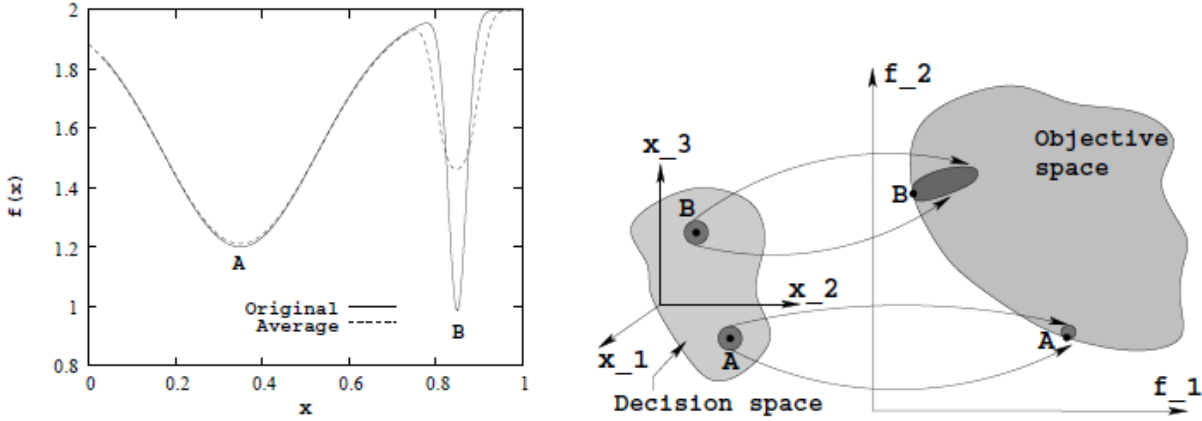 2
1.8
1.6
1.4
1.2
1
0.8
f(x)
0
0.2
0.4
0.6
0.8
1
x
A
B
Original
Average
f_2
Objective
space
x_3
B
B
x_2
A
A
x_1
Decision space
f_1